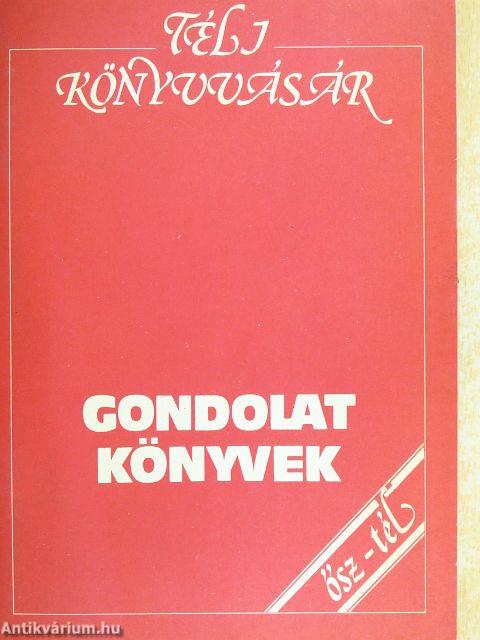 TÉLI
KÖNYVVÁSÁR
GONDOLAT
KÖNYVEK
ősz-tél
Antikvárium.hu